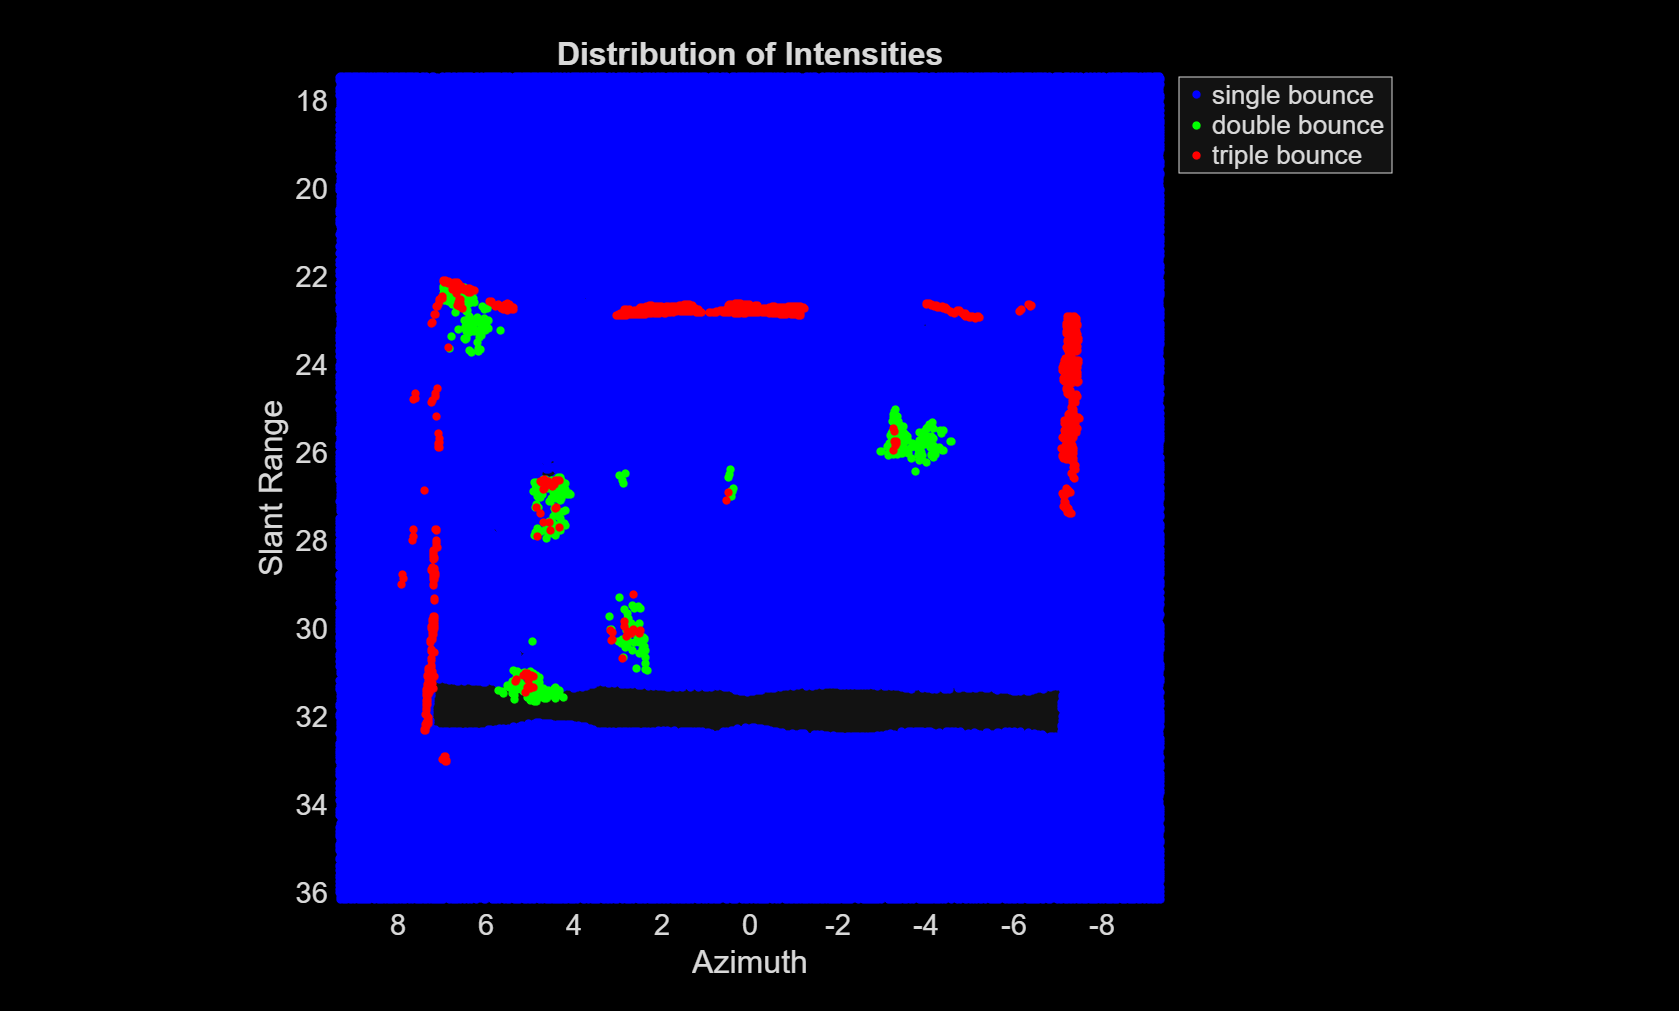 Distribution of Intensities
single bounce
double bounce
triple bounce
18
20
22
24
26
28
30
32
34
36
Slant Range
8 6 4 2 0 -2 -4 -6 -8
Azimuth